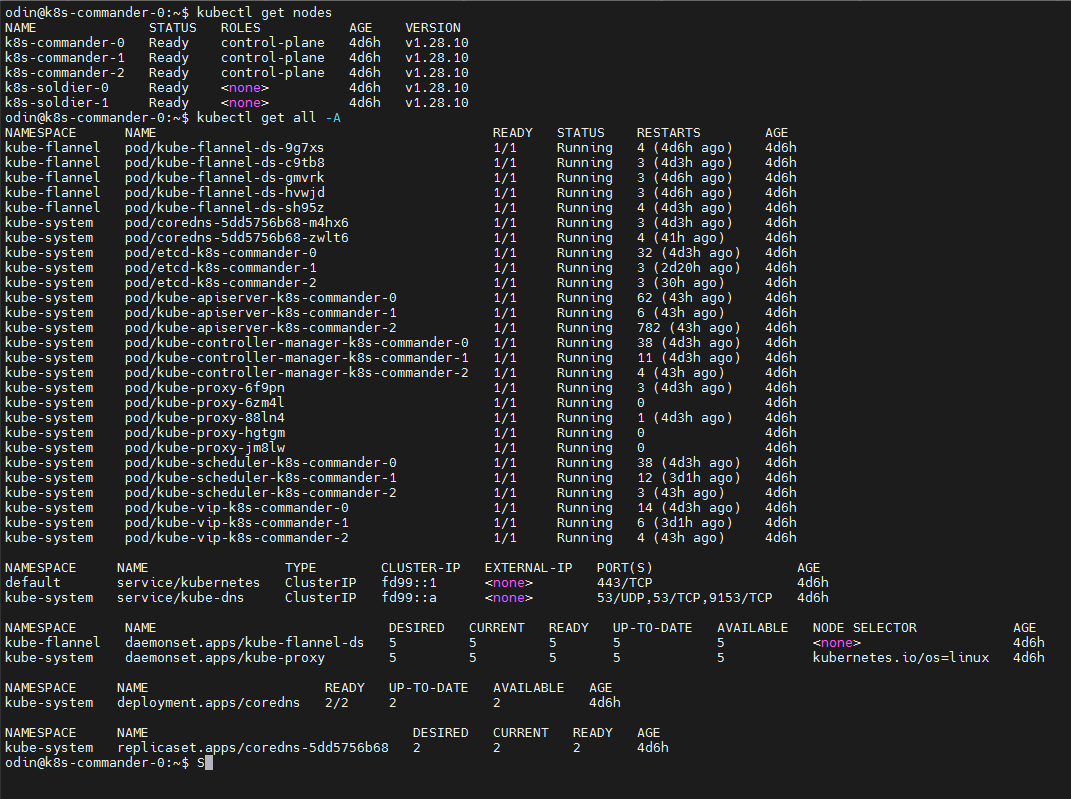 odin@k8s-commander-0:~$ kubectl get nodes
NAME STATUS ROLES AGE VERSION
k8s-commander-0 Ready control-plane 4d6h v1.28.10
k8s-commander-1 Ready control-plane 4d6h v1.28.10
k8s-commander-2 Ready control-plane 4d6h v1.28.10
k8s-soldier-0 Ready <none> 4d6h v1.28.10
k8s-soldier-1 Ready <none> 4d6h v1.28.10
odin@k8s-commander-0:~$ kubectl get all -A
NAMESPACE NAME READY STATUS RESTARTS AGE
kube-flannel pod/kube-flannel-ds-9g7xs 1/1 Running 4 (4d6h ago) 4d6h
kube-flannel pod/kube-flannel-ds-c9tb8 1/1 Running 3 (4d3h ago) 4d6h
kube-flannel pod/kube-flannel-ds-gmvrk 1/1 Running 3 (4d6h ago) 4d6h
kube-flannel pod/kube-flannel-ds-hvwjd 1/1 Running 3 (4d6h ago) 4d6h
kube-flannel pod/kube-flannel-ds-sh95z 1/1 Running 4 (4d3h ago) 4d6h
kube-system pod/coredns-5dd5756b68-m4hx6 1/1 Running 3 (4d3h ago) 4d6h
kube-system pod/coredns-5dd5756b68-zwlt6 1/1 Running 4 (41h ago) 4d6h
kube-system pod/etcd-k8s-commander-0 1/1 Running 32 (4d3h ago) 4d6h
kube-system pod/etcd-k8s-commander-1 1/1 Running 3 (2d20h ago) 4d6h
kube-system pod/etcd-k8s-commander-2 1/1 Running 3 (30h ago) 4d6h
kube-system pod/kube-apiserver-k8s-commander-0 1/1 Running 62 (43h ago) 4d6h
kube-system pod/kube-apiserver-k8s-commander-1 1/1 Running 6 (43h ago) 4d6h
kube-system pod/kube-apiserver-k8s-commander-2 1/1 Running 782 (43h ago) 4d6h
kube-system pod/kube-controller-manager-k8s-commander-0 1/1 Running 38 (4d3h ago) 4d6h
kube-system pod/kube-controller-manager-k8s-commander-1 1/1 Running 11 (4d3h ago) 4d6h
kube-system pod/kube-controller-manager-k8s-commander-2 1/1 Running 4 (43h ago) 4d6h
kube-system pod/kube-proxy-6f9pn 1/1 Running 3 (4d3h ago) 4d6h
kube-system pod/kube-proxy-6zm4l 1/1 Running 0 4d6h
kube-system pod/kube-proxy-88ln4 1/1 Running 1 (4d3h ago) 4d6h
kube-system pod/kube-proxy-hgtgm 1/1 Running 0 4d6h
kube-system pod/kube-proxy-jm8lw 1/1 Running 0 4d6h
kube-system pod/kube-scheduler-k8s-commander-0 1/1 Running 38 (4d3h ago) 4d6h
kube-system pod/kube-scheduler-k8s-commander-1 1/1 Running 12 (3d1h ago) 4d6h
kube-system pod/kube-scheduler-k8s-commander-2 1/1 Running 3 (43h ago) 4d6h
kube-system pod/kube-vip-k8s-commander-0 1/1 Running 14 (4d3h ago) 4d6h
kube-system pod/kube-vip-k8s-commander-1 1/1 Running 6 (3d1h ago) 4d6h
kube-system pod/kube-vip-k8s-commander-2 1/1 Running 4 (43h ago) 4d6h
NAMESPACE NAME TYPE CLUSTER-IP EXTERNAL-IP PORT(S) AGE
default service/kubernetes ClusterIP fd99::1 <none> 443/TCP 4d6h
kube-system service/kube-dns ClusterIP fd99::a <none> 53/UDP,53/TCP,9153/TCP 4d6h
NAMESPACE NAME DESIRED CURRENT READY UP-TO-DATE AVAILABLE NODE SELECTOR AGE
kube-flannel daemonset.apps/kube-flannel-ds 5 5 5 5 5 <none> 4d6h
kube-system daemonset.apps/kube-proxy 5 5 5 5 5 kubernetes.io/os=linux 4d6h
NAMESPACE NAME READY UP-TO-DATE AVAILABLE AGE
kube-system deployment.apps/coredns 2/2 2 2 4d6h
NAMESPACE NAME DESIRED CURRENT READY AGE
kube-system replicaset.apps/coredns-5dd5756b68 2 2 2 4d6h
odin@k8s-commander-0:~$ S